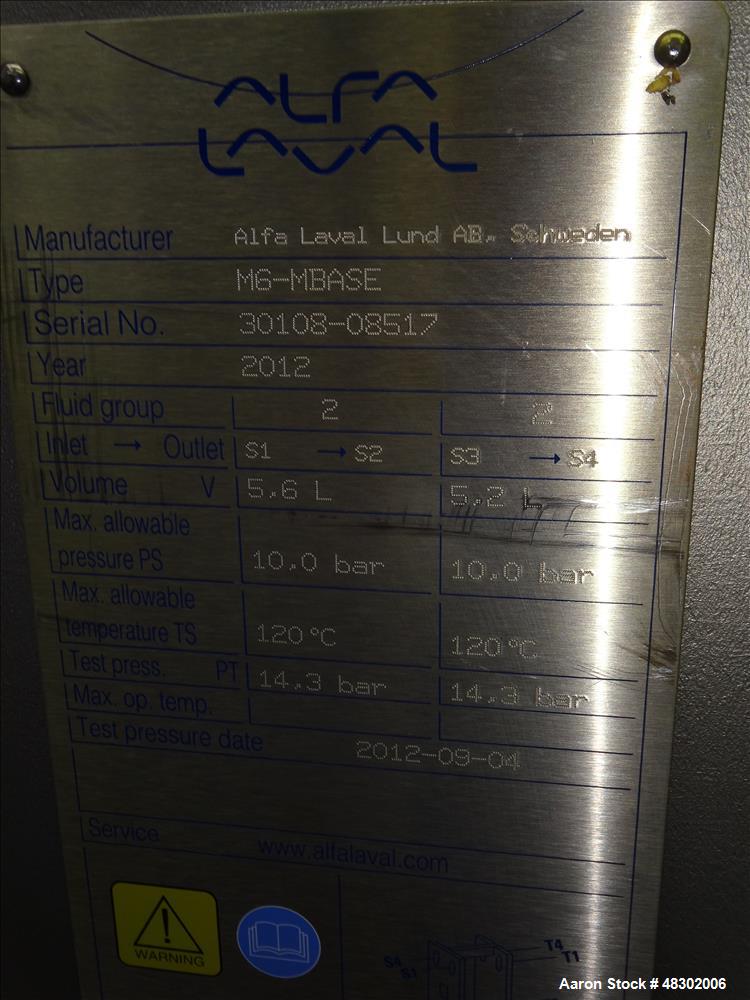 ALFA
LAVAL
Manufacturer Alfa Laval Lund AB, Schweden
Type M6-MBASE
Serial No. 30108-08517
Year 2012
Fluid group 2 2
Inlet → Outlet S1 → S2 S3 → S4
Volume V 5,6 L 5,2 L
Max. allowable
pressure PS 10,0 bar 10,0 bar
Max. allowable
temperature TS 120°C 120°C
Test press. PT 14,3 bar 14,3 bar
Max. op. temp.
Test pressure date 2012-09-04
Service www.alfalaval.com
WARNING
S4 T4
S1 T1
Aaron Stock # 48302006